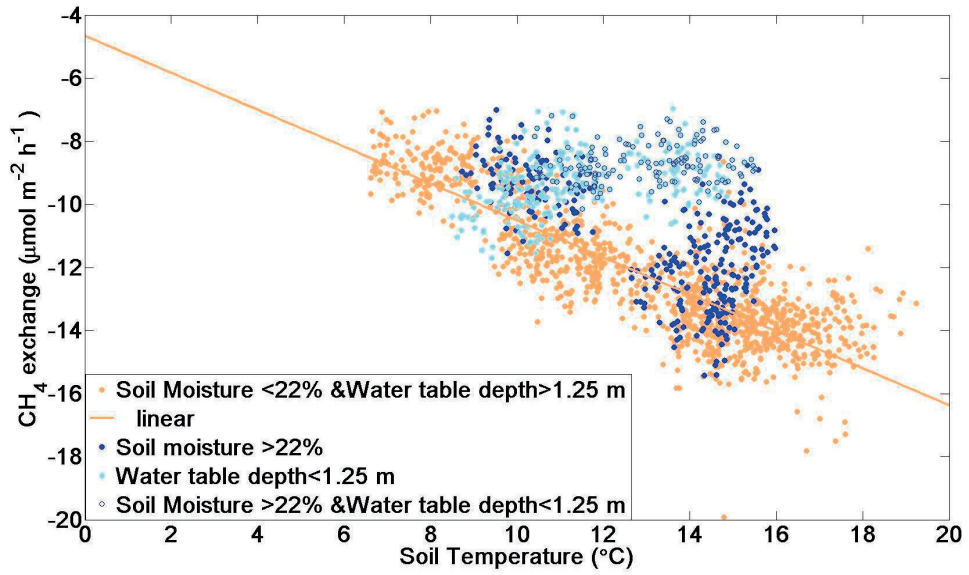 -4
-6
-8
-10
-12
-14
-16
-18
-20
CH₄ exchange (µmol m⁻² h⁻¹)
Soil Moisture <22% &Water table depth>1.25 m
linear
Soil moisture >22%
Water table depth<1.25 m
Soil Moisture >22% &Water table depth<1.25 m
0 2 4 6 8 10 12 14 16 18 20
Soil Temperature (°C)